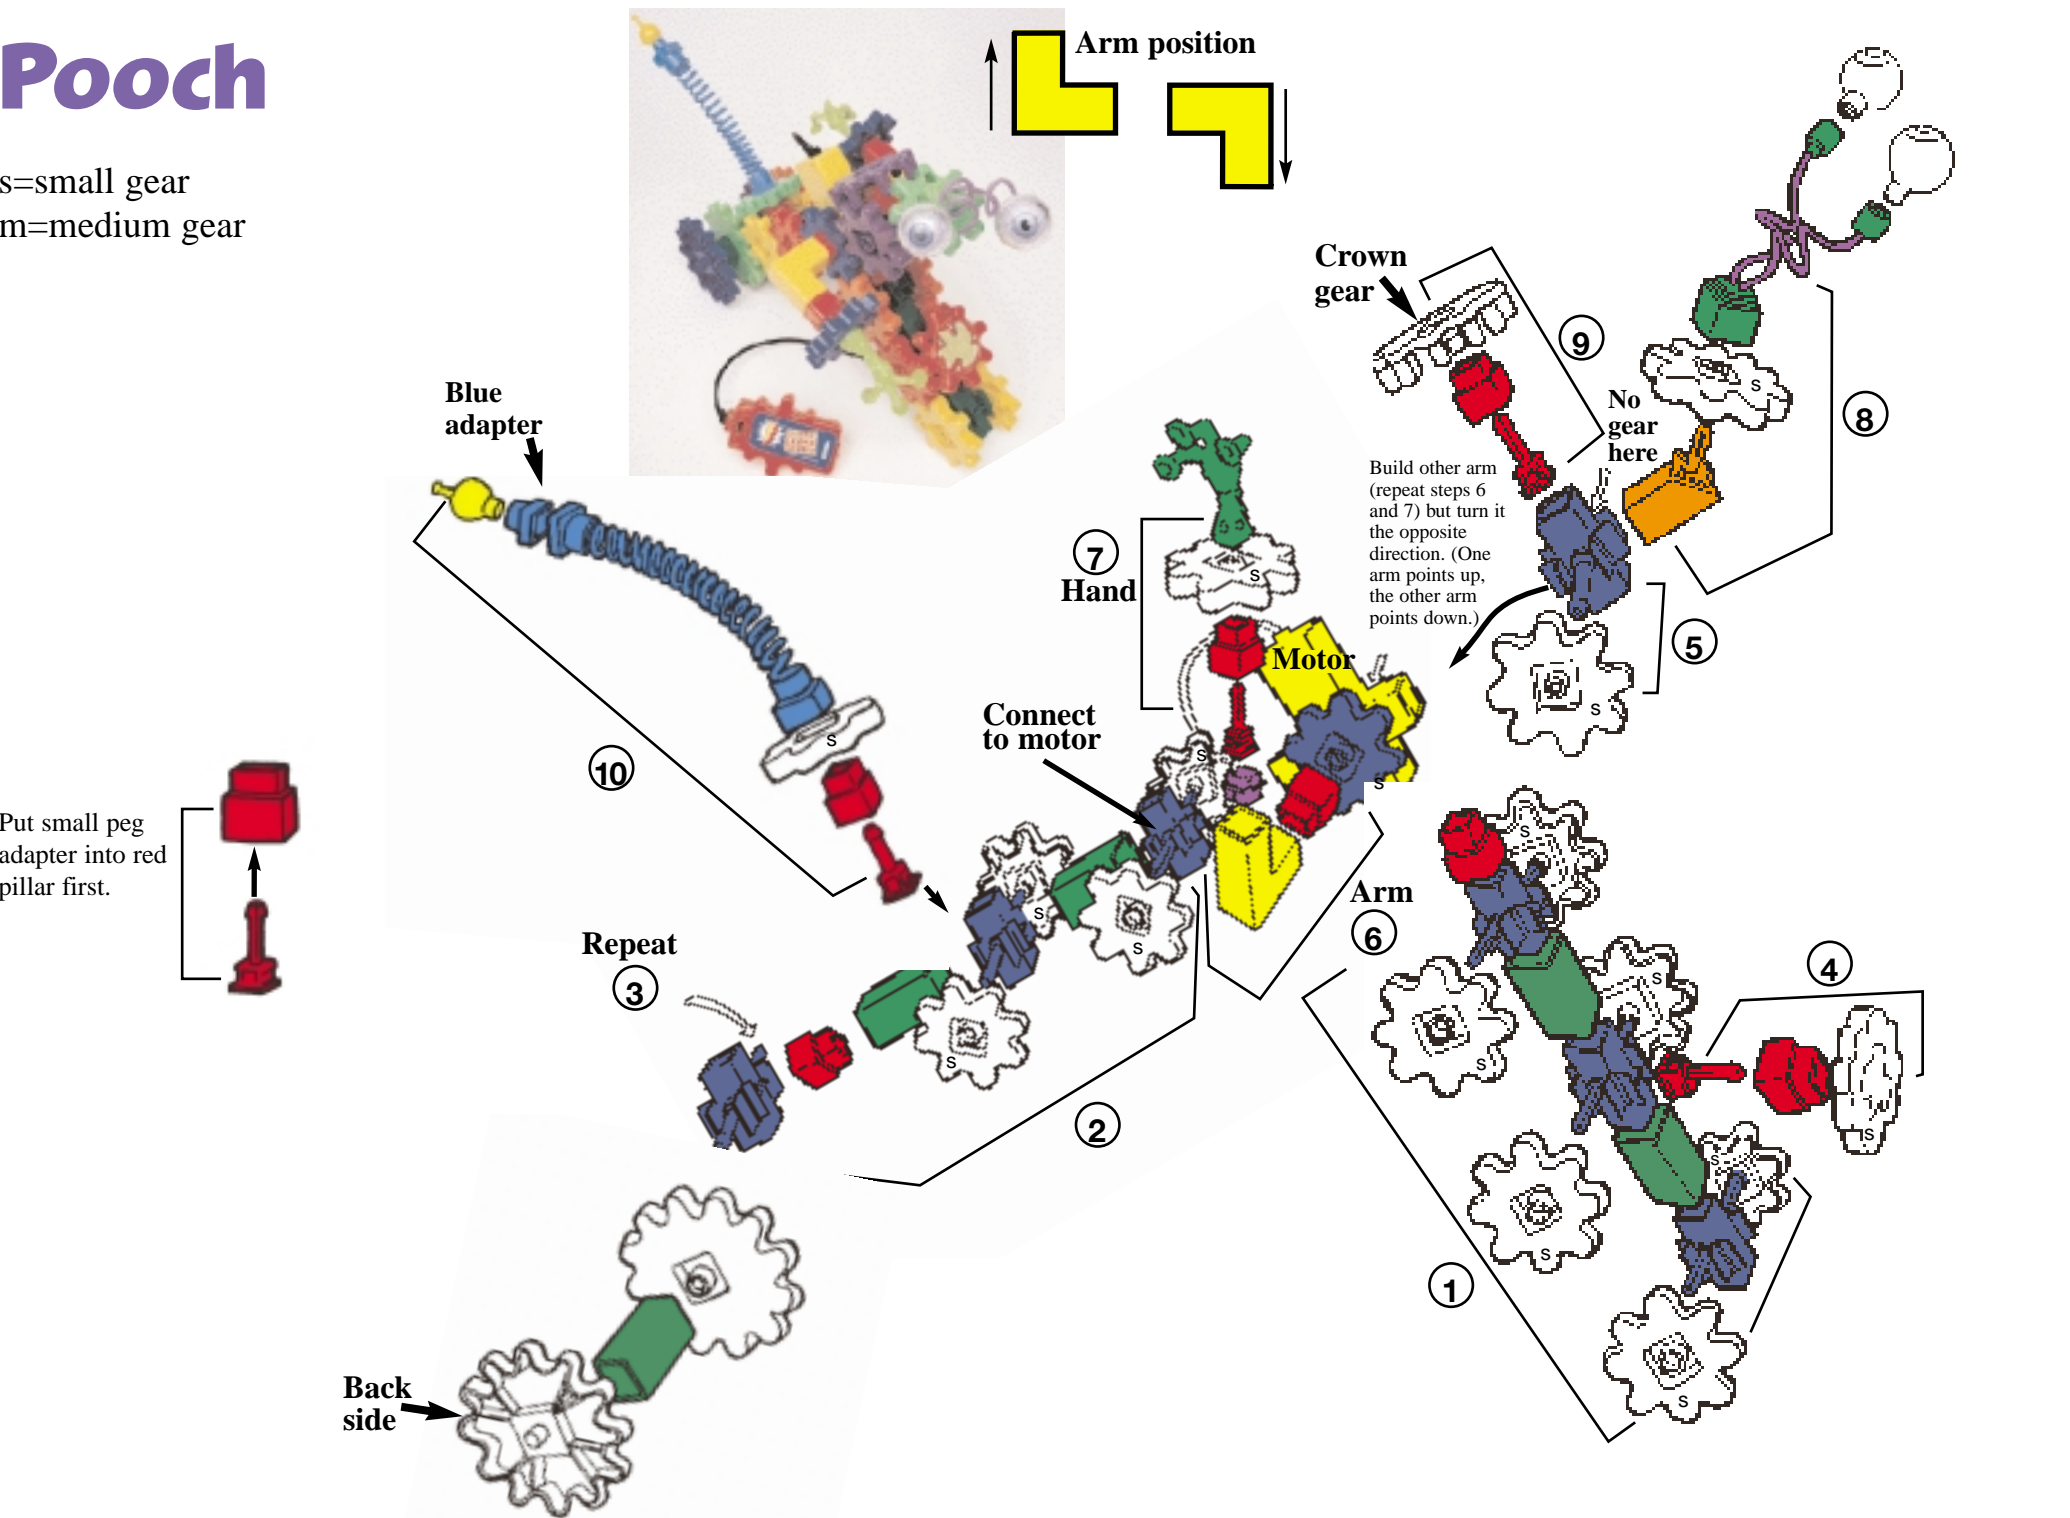 Pooch
s=small gear
m=medium gear
Arm position
Crown
gear
9
No
gear
here
8
s
Build other arm
(repeat steps 6
and 7) but turn it
the opposite
direction. (One
arm points up,
the other arm
points down.)
5
s
Blue
adapter
7
Hand
s
Motor
s
Connect
to motor
s
10
s
Put small peg
adapter into red
pillar first.
Repeat
3
s
s
s
2
Arm
6
s
s
s
4
s
s
s
1
s
Back
side